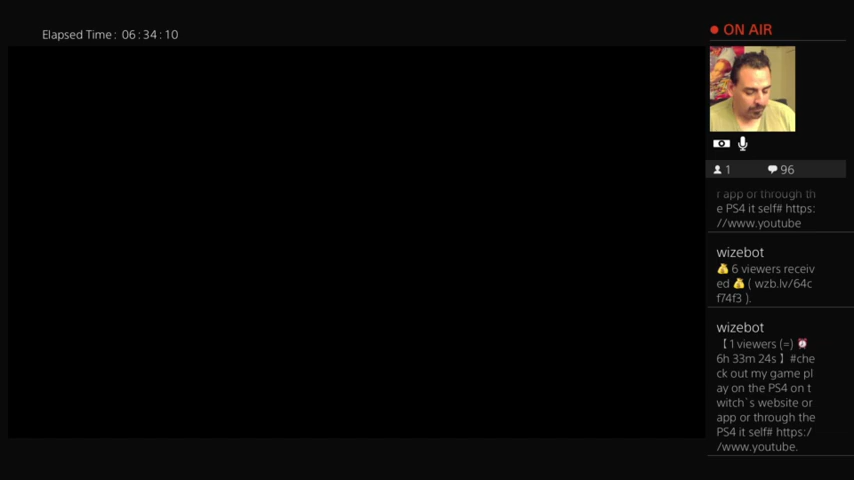 Elapsed Time: 06:34:10
ON AIR
1 96
r app or through th
e PS4 it self# https:
//www.youtube
wizebot
💰 6 viewers receiv
ed 💰 ( wzb.lv/64c
f74f3 ).
wizebot
【 1 viewers (=) ⏰
6h 33m 24s 】#che
ck out my game pl
ay on the PS4 on t
witch`s website or
app or through the
PS4 it self# https:/
/www.youtube.